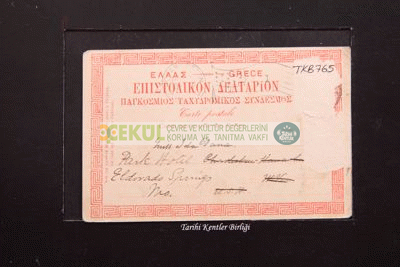 TKB765
ΕΛΛΑΣ — GRECE
ΕΠΙΣΤΟΛΙΚΟΝ ΔΕΛΤΑΡΙΟΝ
ΠΑΓΚΟΣΜΙΟΣ ΤΑΧΥΔΡΟΜΙΚΟΣ ΣΥΝΔΕΣΜΟΣ
Carte postale
ÇEKÜL
ÇEVRE VE KÜLTÜR DEĞERLERİNİ
KORUMA VE TANITMA VAKFI
Miss
Park Hotel
Eldorado Springs
Mo.
U.S.A.
Tarihi Kentler Birliği